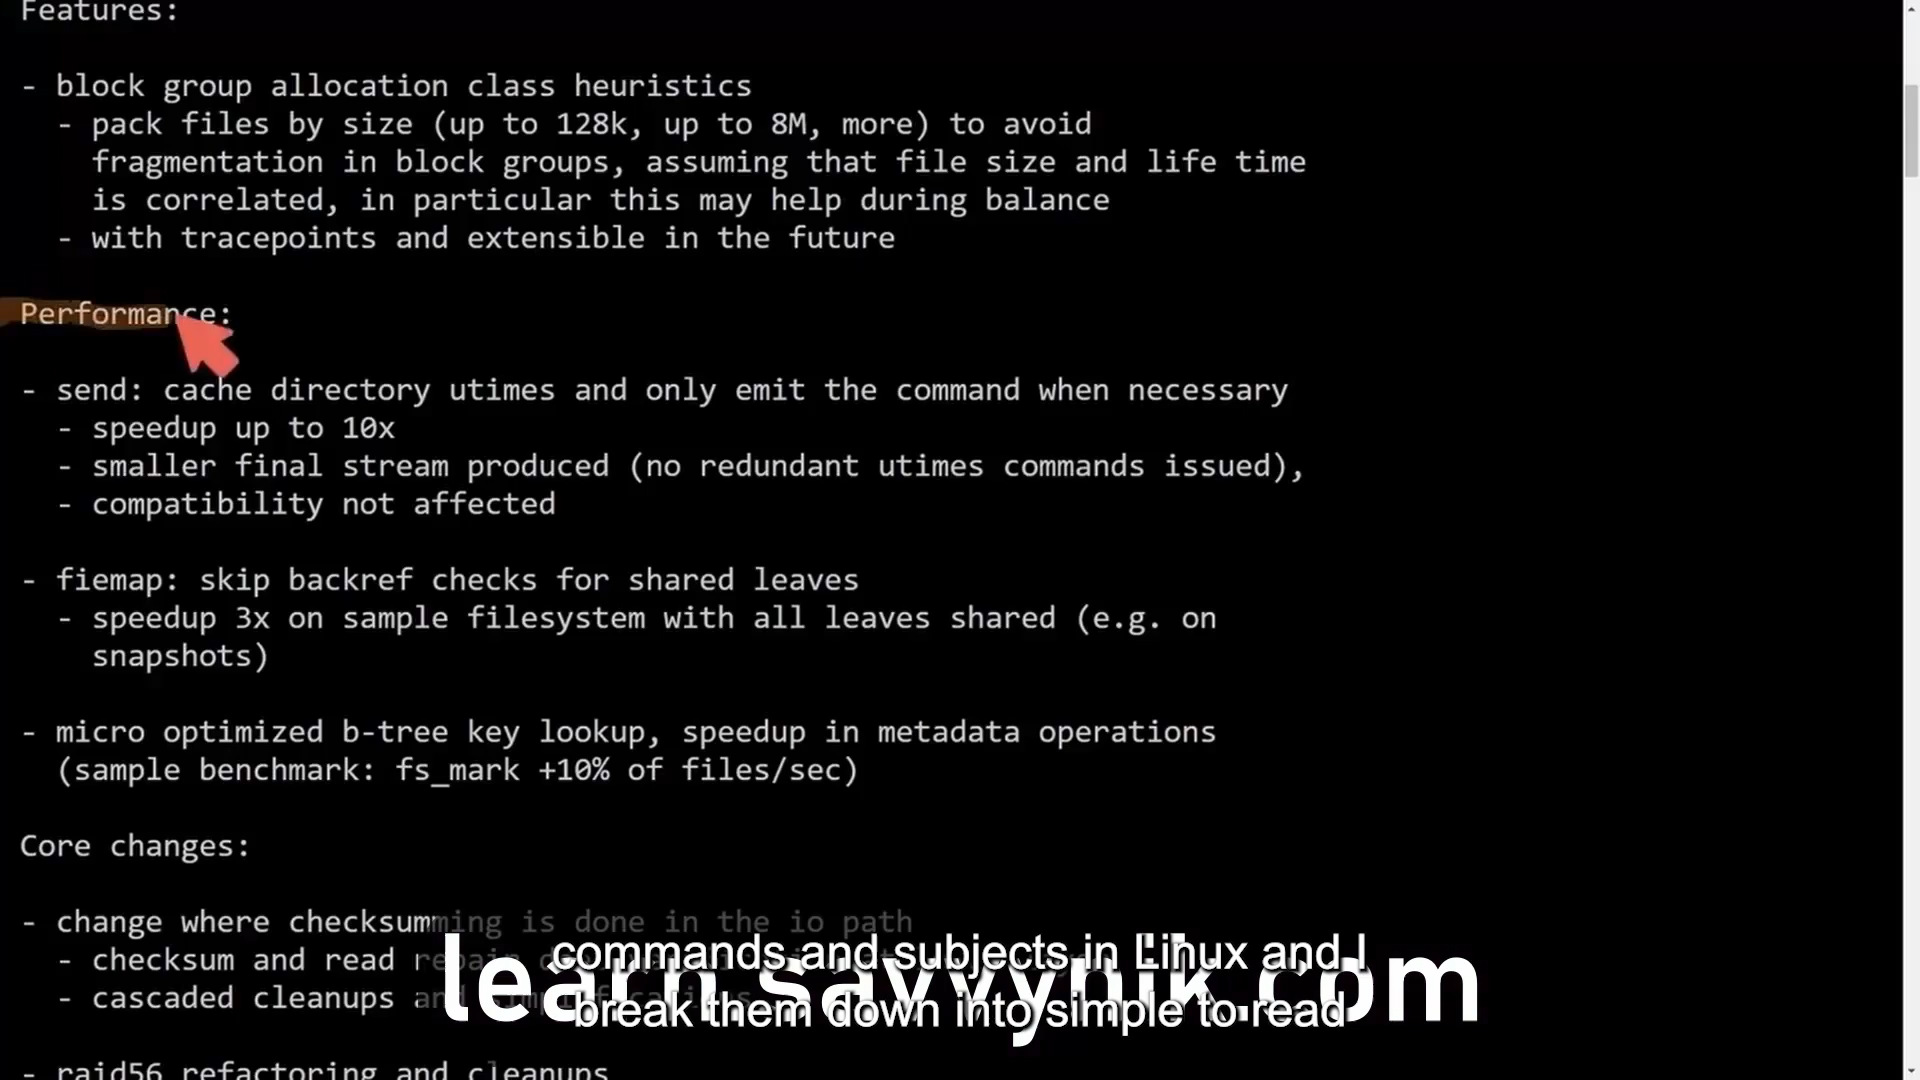 Features:
- block group allocation class heuristics
- pack files by size (up to 128k, up to 8M, more) to avoid
fragmentation in block groups, assuming that file size and life time
is correlated, in particular this may help during balance
- with tracepoints and extensible in the future
Performance:
- send: cache directory utimes and only emit the command when necessary
- speedup up to 10x
- smaller final stream produced (no redundant utimes commands issued),
- compatibility not affected
- fiemap: skip backref checks for shared leaves
- speedup 3x on sample filesystem with all leaves shared (e.g. on
snapshots)
- micro optimized b-tree key lookup, speedup in metadata operations
(sample benchmark: fs_mark +10% of files/sec)
Core changes:
- change where checksumming is done in the io path
- checksum and read repair
- cascaded cleanups and
learn.savvynik.com
commands and subjects in Linux and I
break them down into simple to read
- raid56 refactoring and cleanups